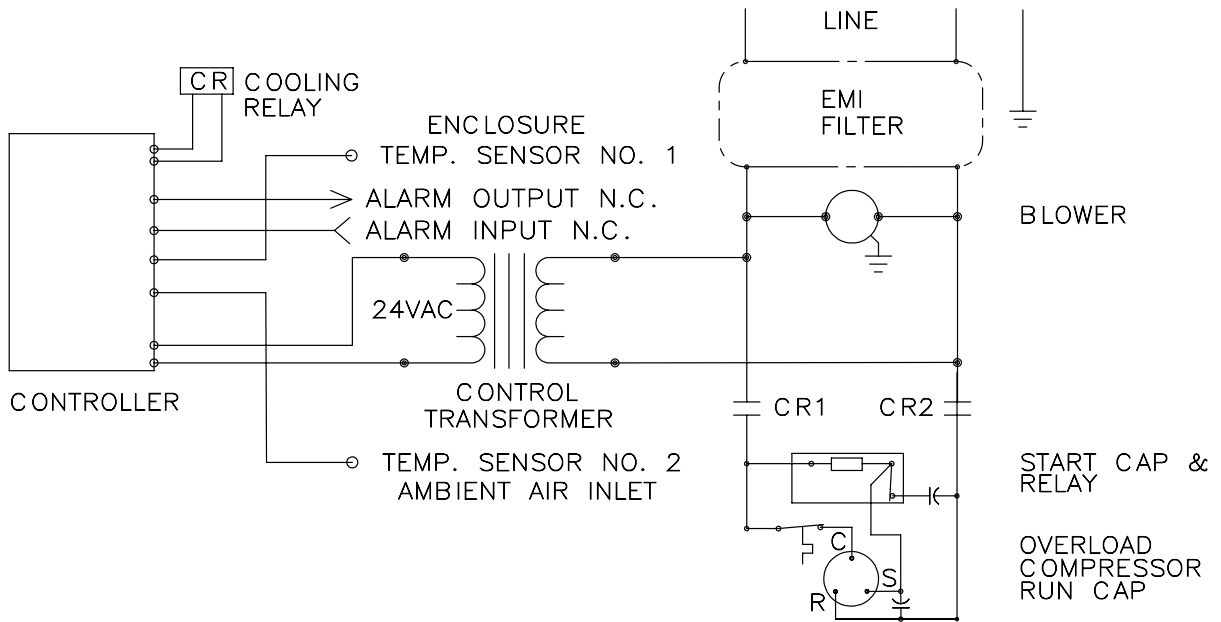 LINE
CR COOLING
RELAY
EMI
FILTER
ENCLOSURE
TEMP. SENSOR NO. 1
ALARM OUTPUT N.C.
ALARM INPUT N.C.
BLOWER
24VAC
CONTROLLER
CONTROL
TRANSFORMER
CR1
CR2
TEMP. SENSOR NO. 2
AMBIENT AIR INLET
START CAP &
RELAY
C
S
R
OVERLOAD
COMPRESSOR
RUN CAP